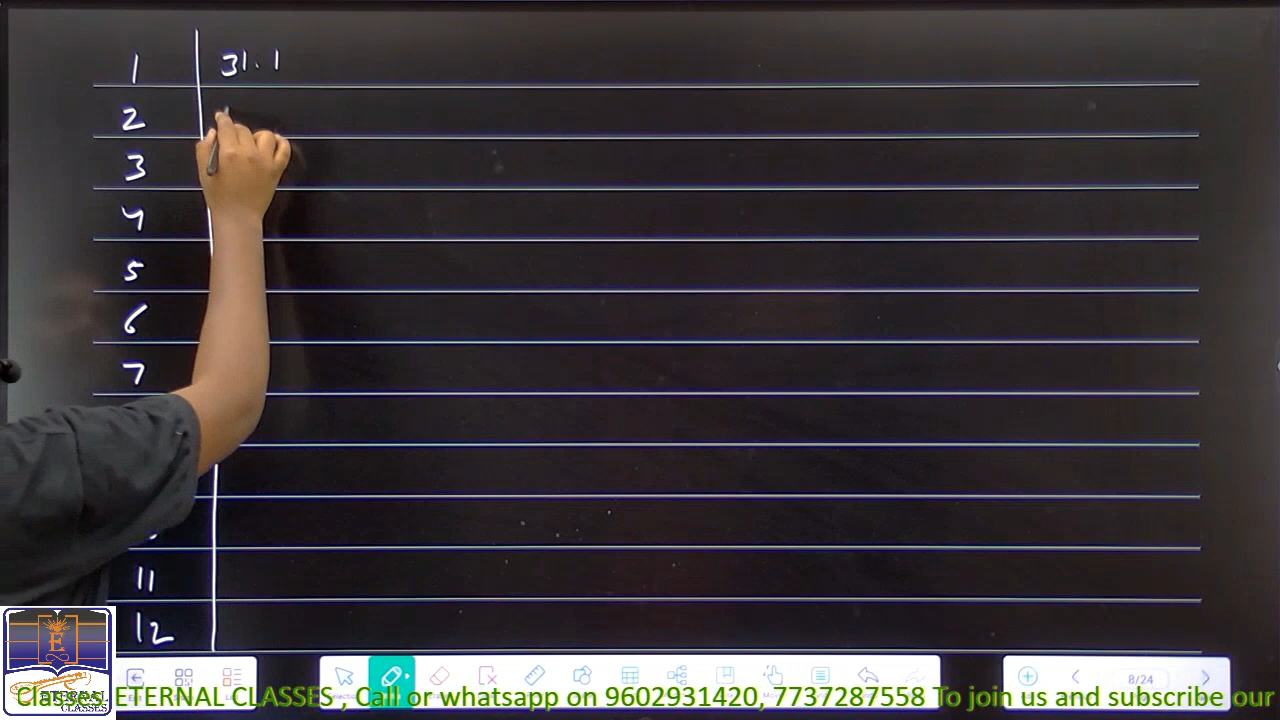 1 31.1
2
3
4
5
6
7
11
12
8/24
E
ETERNAL
CLASSES
ETERNAL CLASSES , Call or whatsapp on 9602931420, 7737287558 To join us and subscribe our